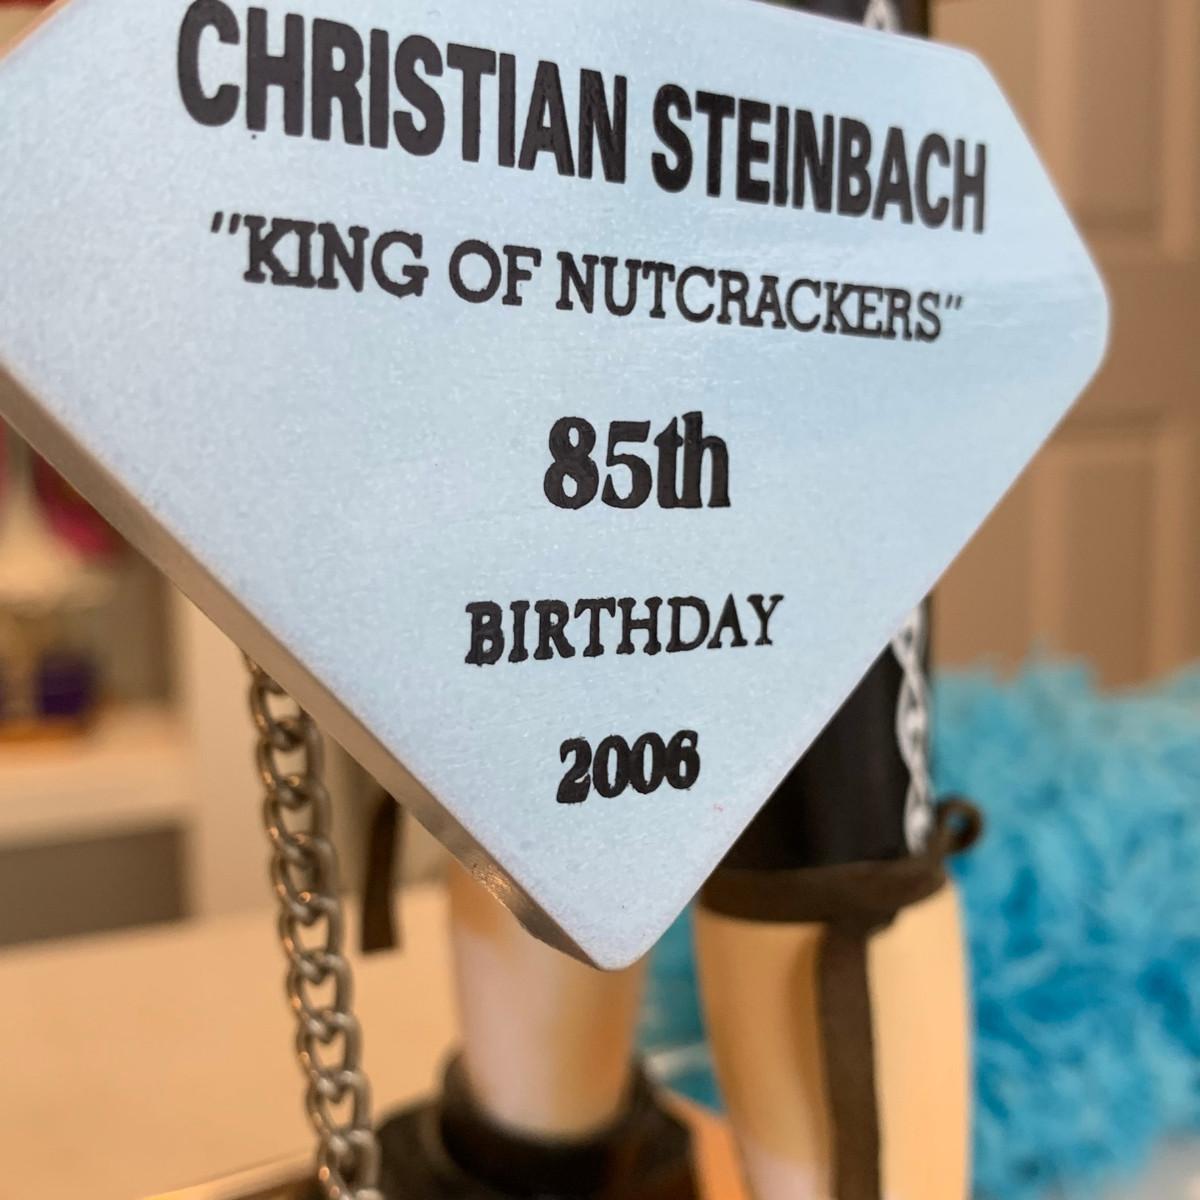 CHRISTIAN STEINBACH
"KING OF NUTCRACKERS"
85th
BIRTHDAY
2006